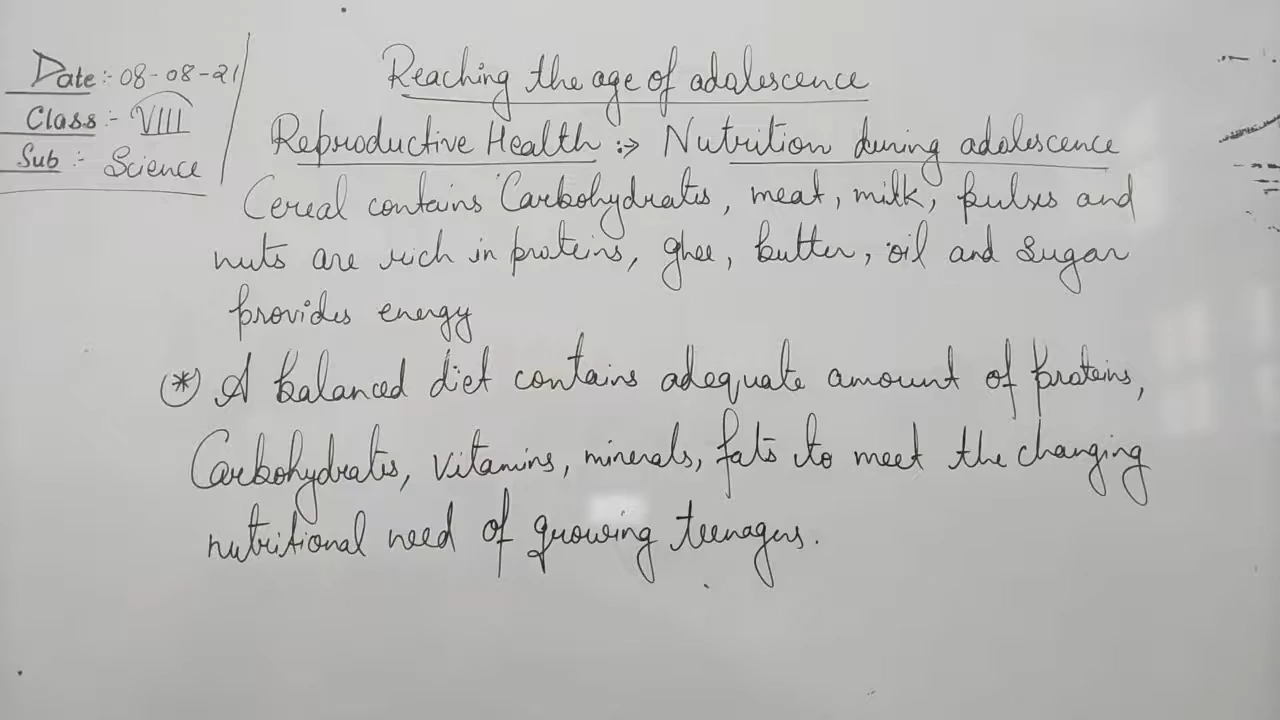 Date :- 08-08-21
Class :- VIII
Sub :- Science
Reaching the age of adolescence
Reproductive Health :-> Nutrition during adolescence
Cereal contains Carbohydrates, meat, milk, pulses and
nuts are rich in proteins, ghee, butter, oil and sugar
provides energy
(*) A balanced diet contains adequate amount of proteins,
Carbohydrates, vitamins, minerals, fats to meet the changing
nutritional need of growing teenagers.